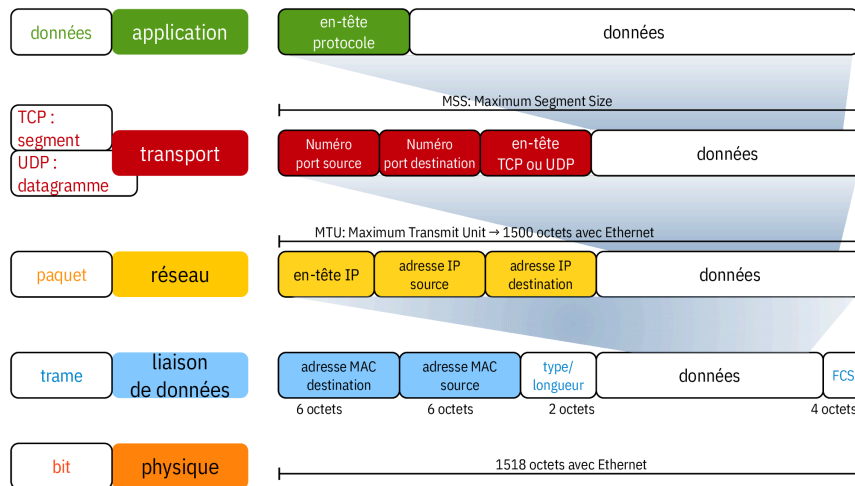 données
application
en-tête
protocole
données
MSS: Maximum Segment Size
TCP :
segment
UDP :
datagramme
transport
Numéro
port source
Numéro
port destination
en-tête
TCP ou UDP
données
MTU: Maximum Transmit Unit → 1500 octets avec Ethernet
paquet
réseau
en-tête IP
adresse IP
source
adresse IP
destination
données
trame
liaison
de données
adresse MAC
destination
adresse MAC
source
type/
longueur
données
FCS
6 octets
6 octets
2 octets
4 octets
bit
physique
1518 octets avec Ethernet